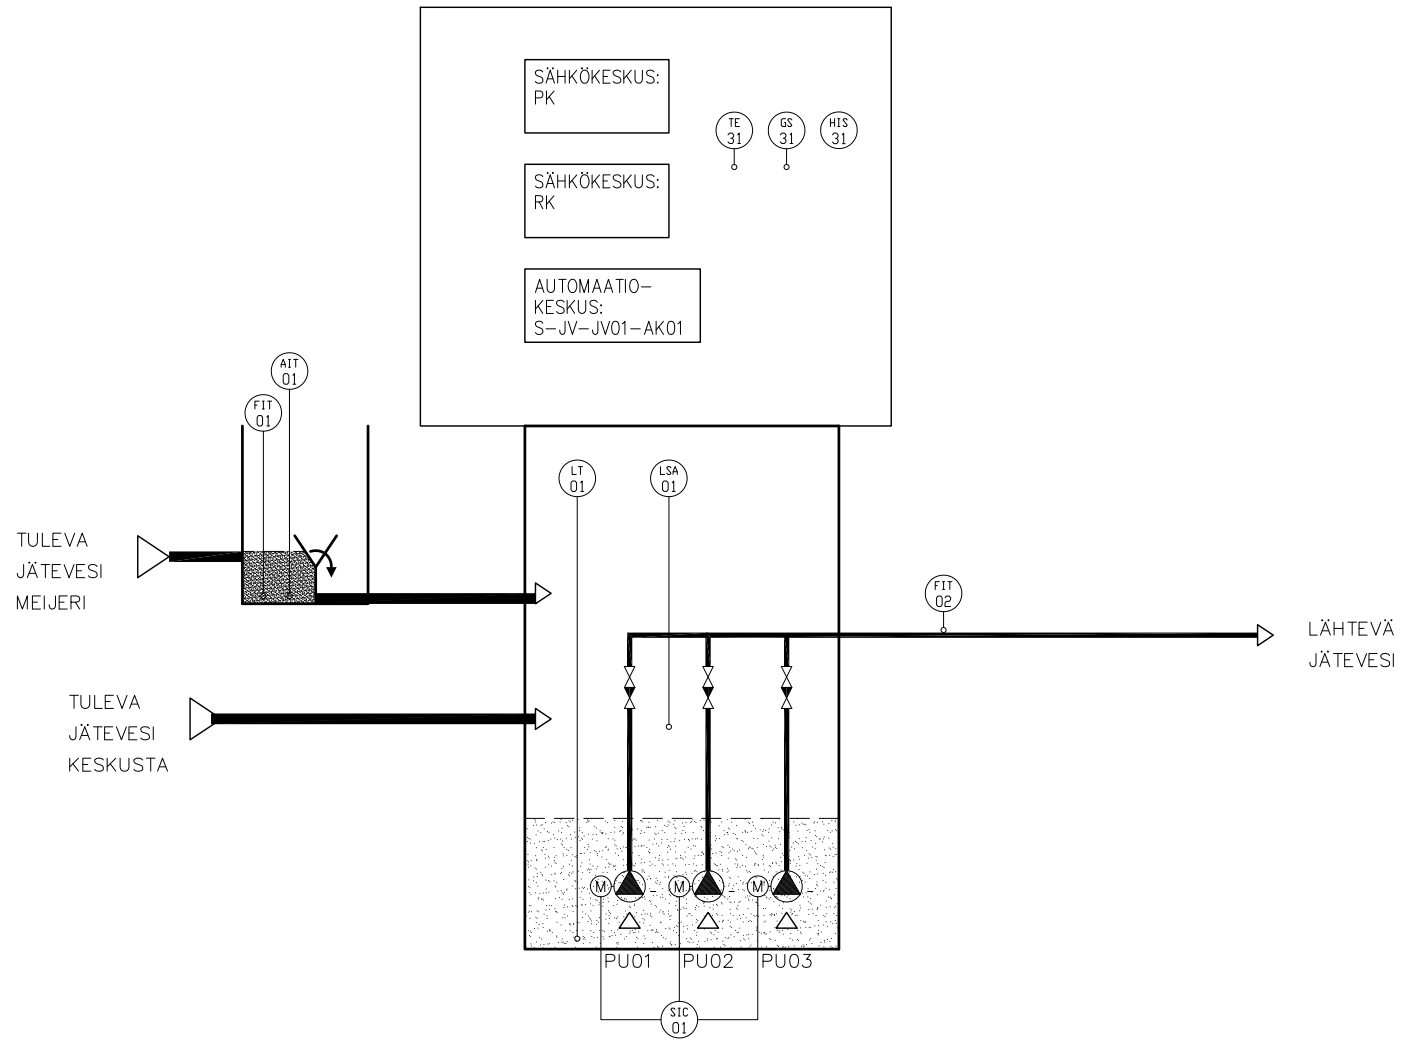 SÄHKÖKESKUS:
PK
TE
31
GS
31
HIS
31
SÄHKÖKESKUS:
RK
AUTOMAATIO-
KESKUS:
S-JV-JV01-AK01
AIT
01
FIT
01
LT
01
LSA
01
TULEVA
JÄTEVESI
MEIJERI
FIT
02
LÄHTEVÄ
JÄTEVESI
TULEVA
JÄTEVESI
KESKUSTA
M
M
M
PU01
PU02
PU03
SIC
01